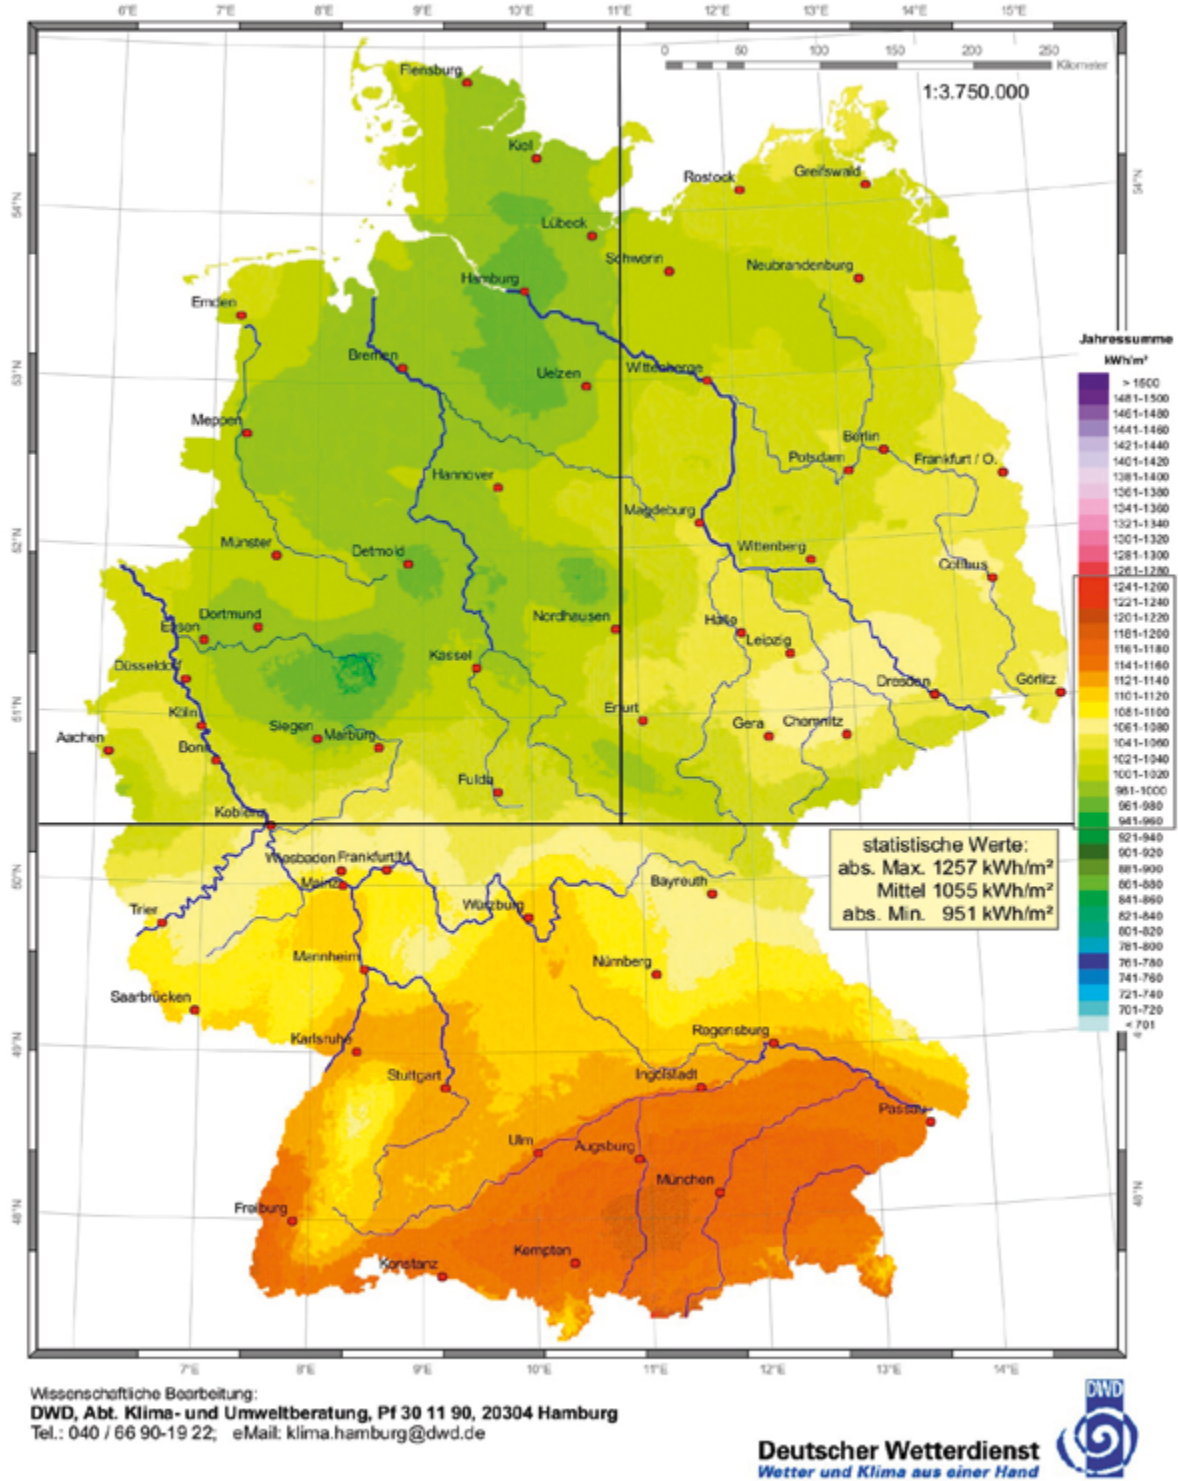 6°E 7°E 8°E 9°E 10°E 11°E 12°E 13°E 14°E 15°E
0 50 100 150 200 250 Kilometer
1:3.750.000
Flensburg
Kiel
Rostock
Greifswald
54°N
54°N
Lübeck
Schwerin
Neubrandenburg
Hamburg
Emden
Jahressumme
kWh/m²
53°N
Bremen
Uelzen
Wittenberge
Meppen
Berlin
Potsdam
Frankfurt / O.
Hannover
Magdeburg
52°N
Münster
Detmold
Wittenberg
Cottbus
Dortmund
Essen
Nordhausen
Halle
Leipzig
Düsseldorf
Kassel
Dresden
Görlitz
51°N
Köln
Erfurt
Aachen
Bonn
Siegen
Marburg
Gera
Chemnitz
Fulda
Koblenz
> 1500
1481-1500
1461-1480
1441-1460
1421-1440
1401-1420
1381-1400
1361-1380
1341-1360
1321-1340
1301-1320
1281-1300
1261-1280
1241-1260
1221-1240
1201-1220
1181-1200
1161-1180
1141-1160
1121-1140
1101-1120
1081-1100
1061-1080
1041-1060
1021-1040
1001-1020
981-1000
961-980
941-960
921-940
901-920
881-900
861-880
841-860
821-840
801-820
781-800
761-780
741-760
721-740
701-720
< 701
statistische Werte:
abs. Max. 1257 kWh/m²
Mittel 1055 kWh/m²
abs. Min. 951 kWh/m²
50°N
Wiesbaden
Frankfurt/M.
Mainz
Bayreuth
Trier
Würzburg
Mannheim
Nürnberg
Saarbrücken
49°N
Karlsruhe
Regensburg
Stuttgart
Ingolstadt
Passau
Ulm
Augsburg
München
48°N
48°N
Freiburg
Konstanz
Kempten
7°E 8°E 9°E 10°E 11°E 12°E 13°E 14°E
Wissenschaftliche Bearbeitung:
DWD, Abt. Klima- und Umweltberatung, Pf 30 11 90, 20304 Hamburg
Tel.: 040 / 66 90-19 22; eMail: klima.hamburg@dwd.de
DWD
Deutscher Wetterdienst
Wetter und Klima aus einer Hand